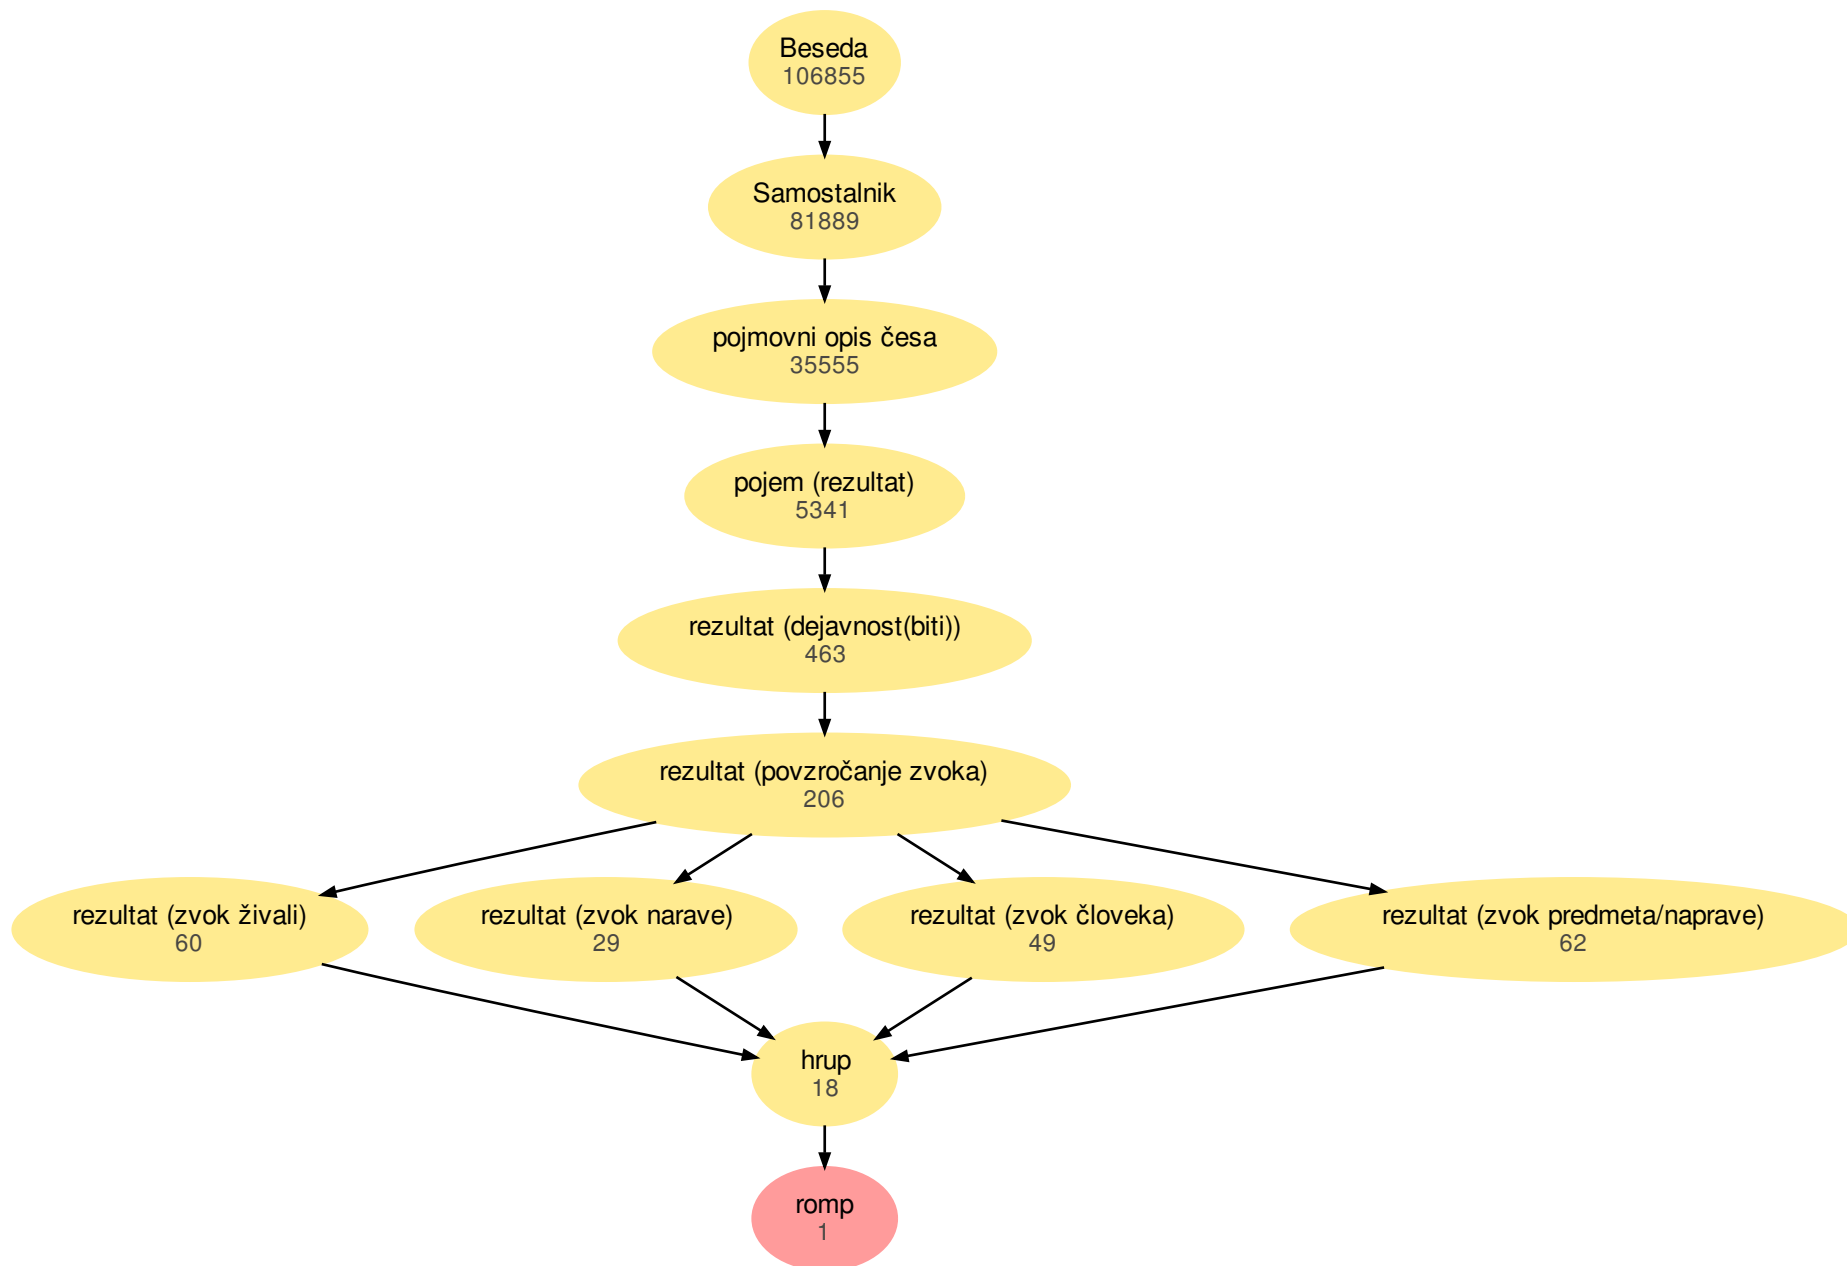 Beseda
106855
Samostalnik
81889
pojmovni opis česa
35555
pojem (rezultat)
5341
rezultat (dejavnost(biti))
463
rezultat (povzročanje zvoka)
206
rezultat (zvok živali)
60
rezultat (zvok narave)
29
rezultat (zvok človeka)
49
rezultat (zvok predmeta/naprave)
62
hrup
18
romp
1